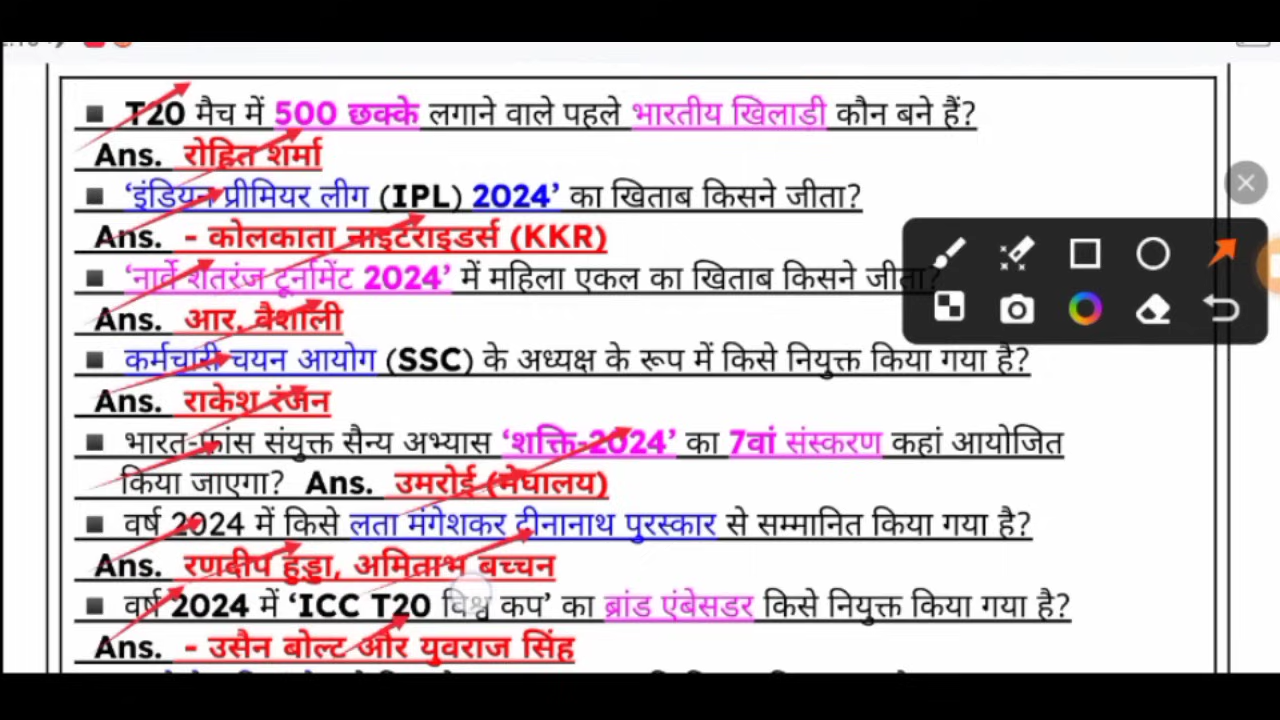 ▪ T20 मैच में 500 छक्के लगाने वाले पहले भारतीय खिलाडी कौन बने हैं?
Ans. रोहित शर्मा
▪ ‘इंडियन प्रीमियर लीग (IPL) 2024’ का खिताब किसने जीता?
Ans. - कोलकाता नाइटराइडर्स (KKR)
▪ ‘नार्वे शतरंज टूर्नामेंट 2024’ में महिला एकल का खिताब किसने जीता?
Ans. आर. वैशाली
▪ कर्मचारी चयन आयोग (SSC) के अध्यक्ष के रूप में किसे नियुक्त किया गया है?
Ans. राकेश रंजन
▪ भारत-फ्रांस संयुक्त सैन्य अभ्यास ‘शक्ति-2024’ का 7वां संस्करण कहां आयोजित
किया जाएगा? Ans. उमरोई (मेघालय)
▪ वर्ष 2024 में किसे लता मंगेशकर दीनानाथ पुरस्कार से सम्मानित किया गया है?
Ans. रणदीप हुड्डा, अमिताभ बच्चन
▪ वर्ष 2024 में ‘ICC T20 विश्व कप’ का ब्रांड एंबेसडर किसे नियुक्त किया गया है?
Ans. - उसैन बोल्ट और युवराज सिंह